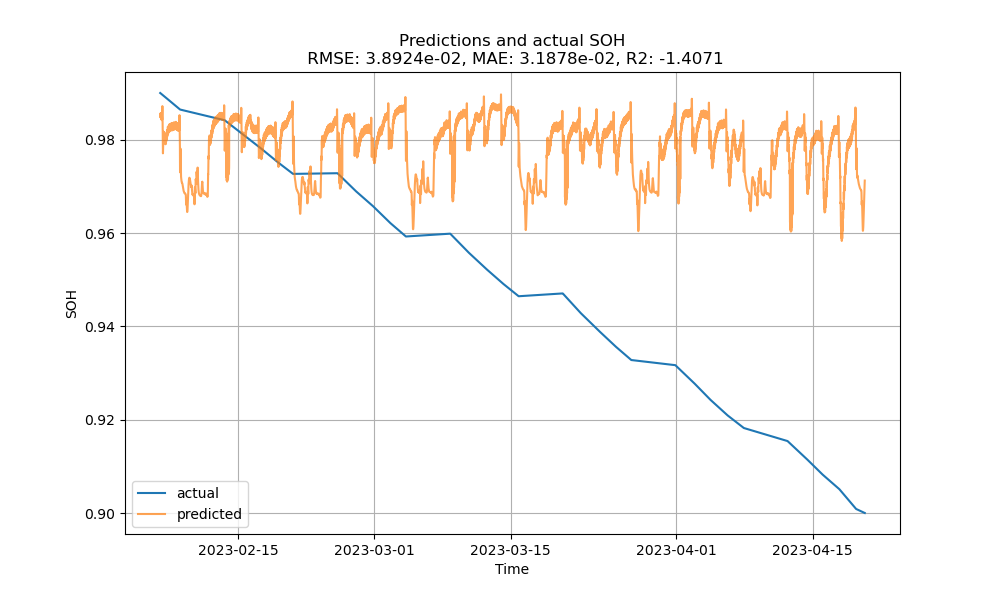 Predictions and actual SOH
RMSE: 3.8924e-02, MAE: 3.1878e-02, R2: -1.4071
SOH
0.98
0.96
0.94
0.92
0.90
actual
predicted
2023-02-15
2023-03-01
2023-03-15
2023-04-01
2023-04-15
Time